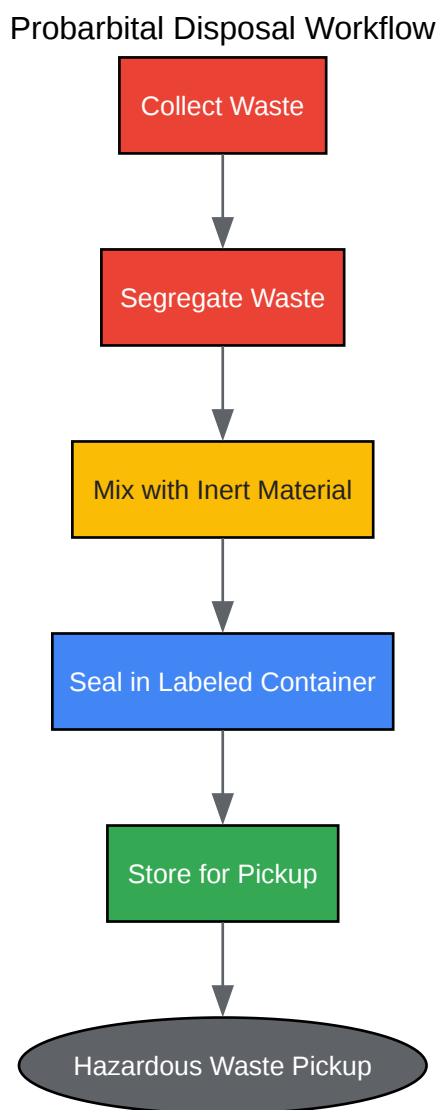 Probarbital Disposal Workflow
Collect Waste
Segregate Waste
Mix with Inert Material
Seal in Labeled Container
Store for Pickup
Hazardous Waste Pickup